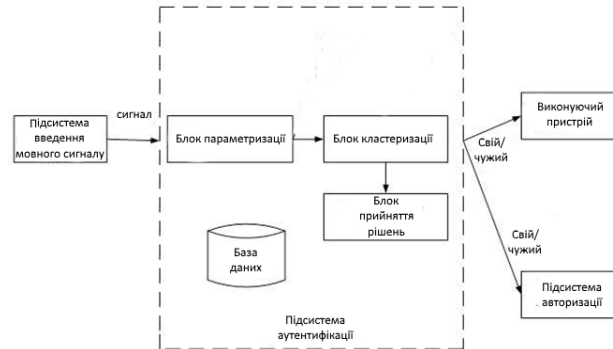 Підсистема
введення
мовного сигналу
сигнал
Блок параметризації
Блок кластеризації
Блок
прийняття
рішень
База
даних
Підсистема
аутентифікації
Свій/
чужий
Виконуючий
пристрій
Свій/
чужий
Підсистема
авторизації